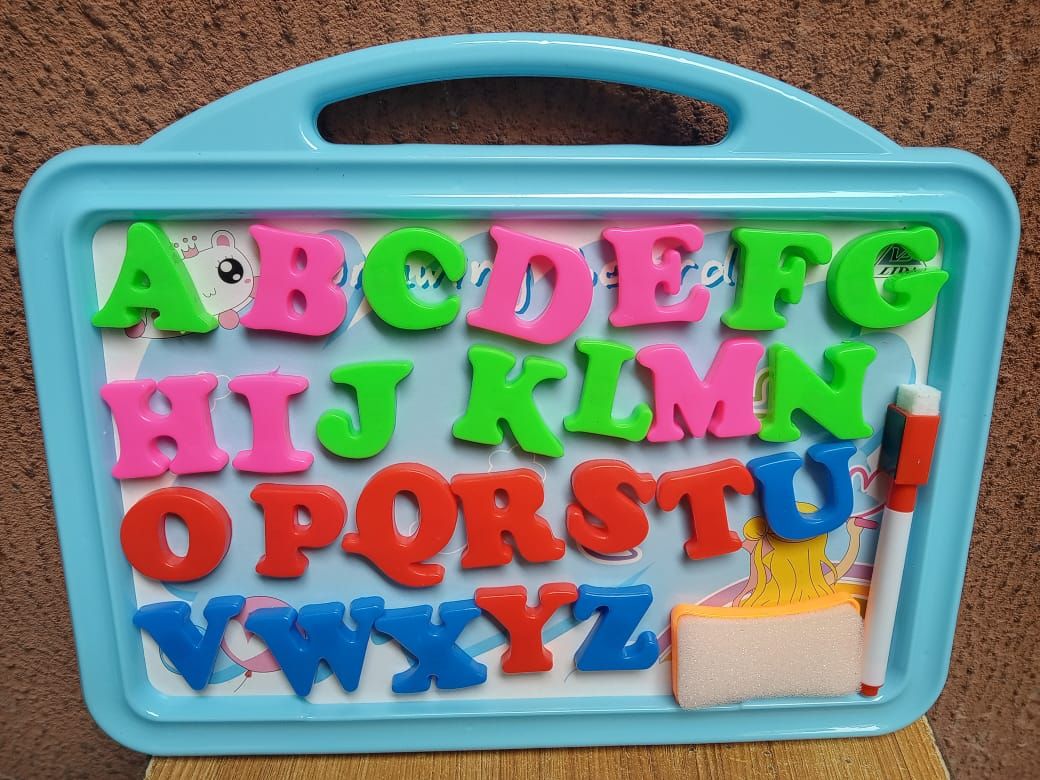 ABCDEFG
HIJKLMN
OPQRSTU
VWXYZ